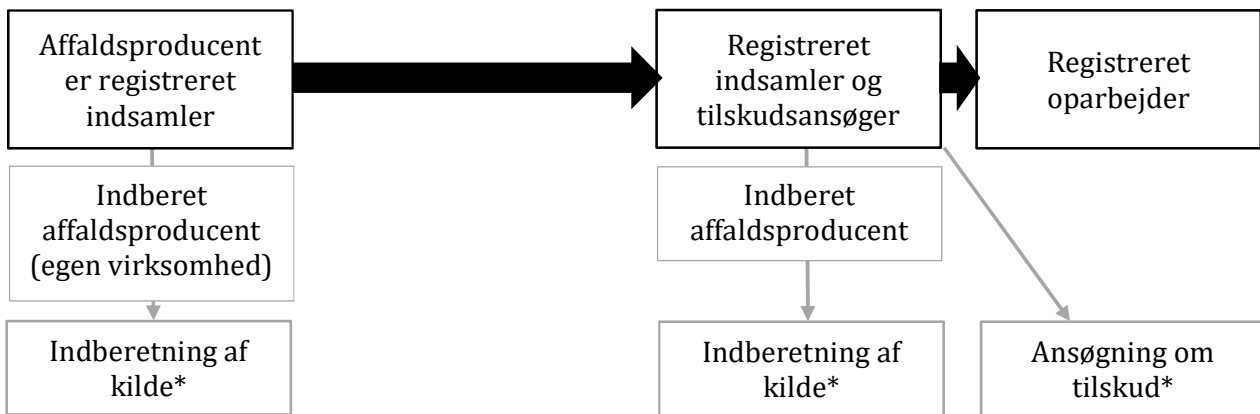 Affaldsproducent
er registreret
indsamler
Registreret
indsamler og
tilskudsansøger
Registreret
oparbejder
Indberet
affaldsproducent
(egen virksomhed)
Indberet
affaldsproducent
Indberetning af
kilde*
Indberetning af
kilde*
Ansøgning om
tilskud*